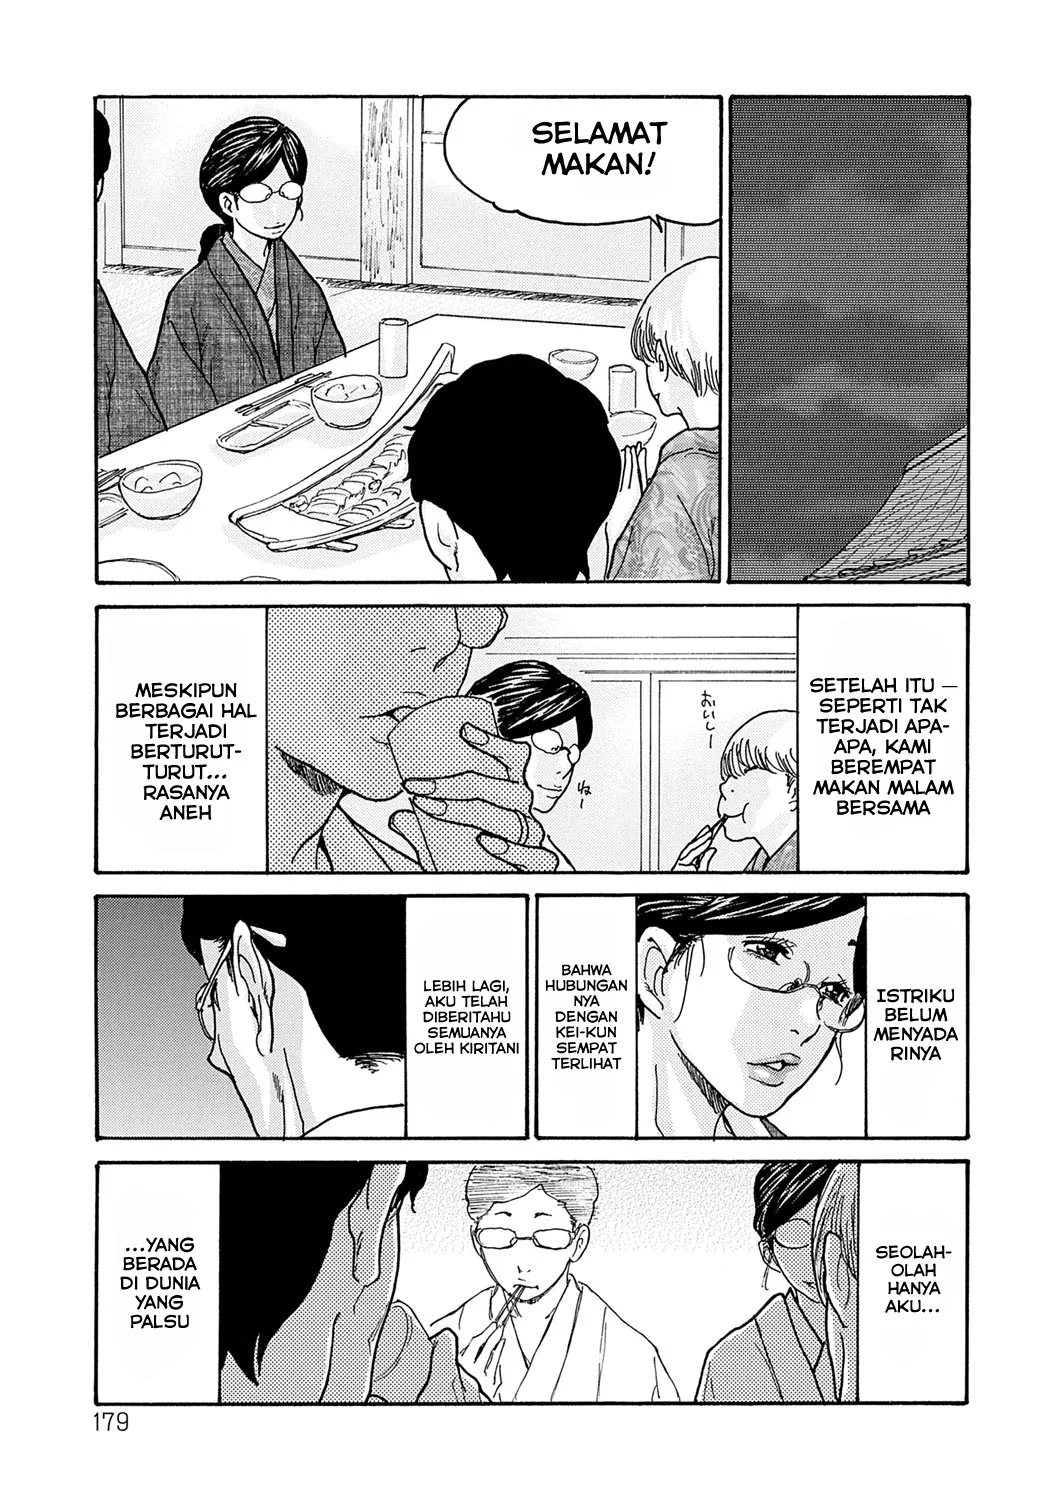 SELAMAT
MAKAN!
SETELAH ITU —
SEPERTI TAK
TERJADI APA-
APA, KAMI
BEREMPAT
MAKAN MALAM
BERSAMA
おいしー
ねー
MESKIPUN
BERBAGAI HAL
TERJADI
BERTURUT-
TURUT...
RASANYA
ANEH
ISTRIKU
BELUM
MENYADA
RINYA
BAHWA
HUBUNGAN
NYA
DENGAN
KEI-KUN
SEMPAT
TERLIHAT
LEBIH LAGI,
AKU TELAH
DIBERITAHU
SEMUANYA
OLEH KIRITANI
SEOLAH-
OLAH
HANYA
AKU...
...YANG
BERADA
DI DUNIA
YANG
PALSU
179